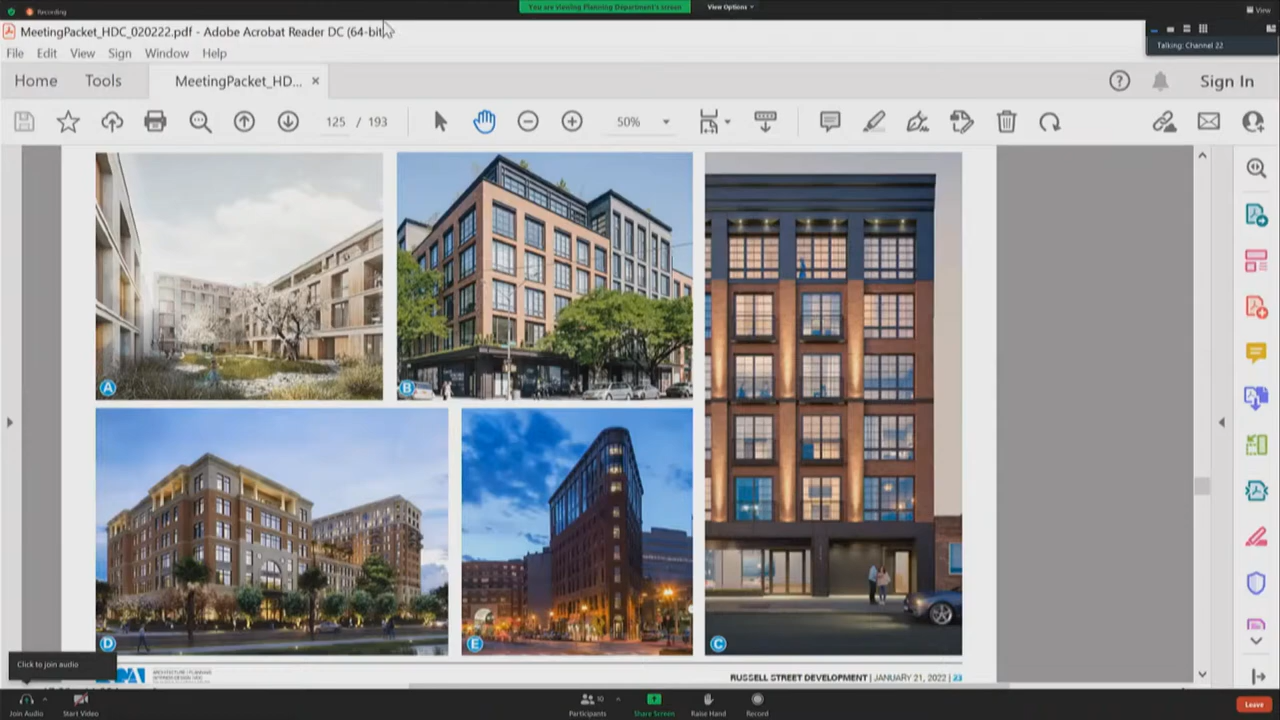 Recording
You are viewing Planning Department's screen
View Options
View
MeetingPacket_HDC_020222.pdf - Adobe Acrobat Reader DC (64-bit)
Talking: Channel 22
File Edit View Sign Window Help
Home Tools MeetingPacket_HD... ×
Sign In
125 / 193
50%
A
B
D
E
C
Click to join audio
ARCHITECTURE | PLANNING
RUSSELL STREET DEVELOPMENT | JANUARY 21, 2022 | 23
Join Audio
Start Video
Participants
10
Share Screen
Raise Hand
Record
Leave